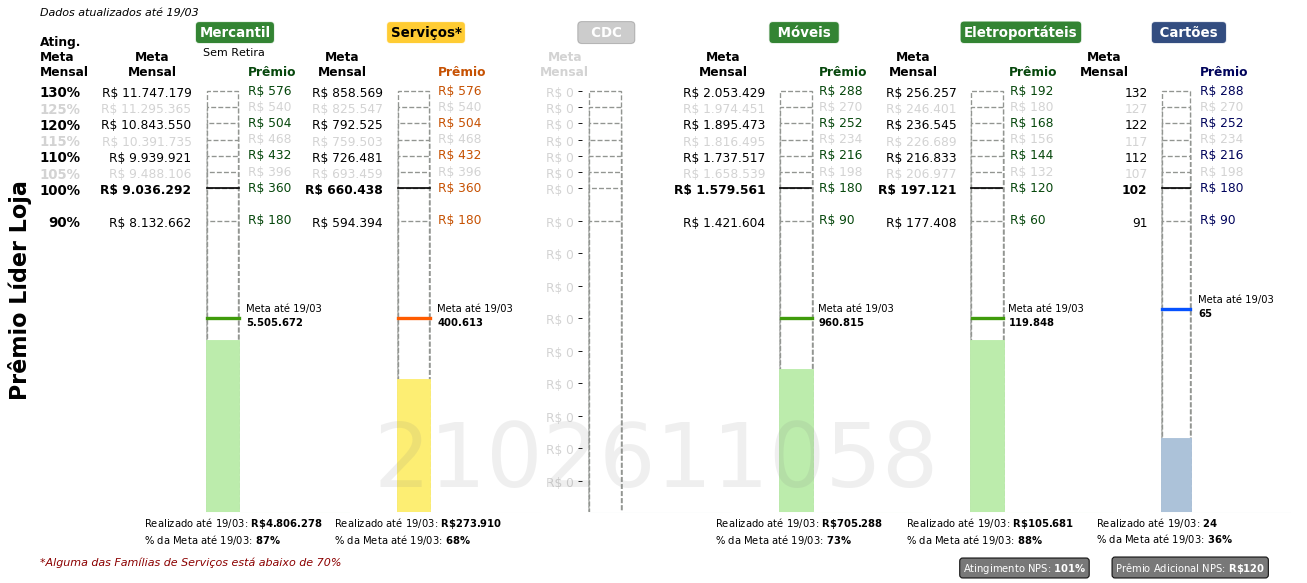 Dados atualizados até 19/03
Mercantil Serviços* CDC Móveis Eletroportáteis Cartões
Sem Retira
Ating. Meta Mensal
Meta Mensal Prêmio Meta Mensal Prêmio Meta Mensal Meta Mensal Prêmio Meta Mensal Prêmio Meta Mensal Prêmio
130% R$ 11.747.179 R$ 576 R$ 858.569 R$ 576 R$ 0 R$ 2.053.429 R$ 288 R$ 256.257 R$ 192 132 R$ 288
125% R$ 11.295.365 R$ 540 R$ 825.547 R$ 540 R$ 0 R$ 1.974.451 R$ 270 R$ 246.401 R$ 180 127 R$ 270
120% R$ 10.843.550 R$ 504 R$ 792.525 R$ 504 R$ 0 R$ 1.895.473 R$ 252 R$ 236.545 R$ 168 122 R$ 252
115% R$ 10.391.735 R$ 468 R$ 759.503 R$ 468 R$ 0 R$ 1.816.495 R$ 234 R$ 226.689 R$ 156 117 R$ 234
110% R$ 9.939.921 R$ 432 R$ 726.481 R$ 432 R$ 0 R$ 1.737.517 R$ 216 R$ 216.833 R$ 144 112 R$ 216
105% R$ 9.488.106 R$ 396 R$ 693.459 R$ 396 R$ 0 R$ 1.658.539 R$ 198 R$ 206.977 R$ 132 107 R$ 198
100% R$ 9.036.292 R$ 360 R$ 660.438 R$ 360 R$ 0 R$ 1.579.561 R$ 180 R$ 197.121 R$ 120 102 R$ 180
90% R$ 8.132.662 R$ 180 R$ 594.394 R$ 180 R$ 0 R$ 1.421.604 R$ 90 R$ 177.408 R$ 60 91 R$ 90
R$ 0
R$ 0
R$ 0
R$ 0
R$ 0
R$ 0
R$ 0
R$ 0
Prêmio Líder Loja
Meta até 19/03 Meta até 19/03 Meta até 19/03 Meta até 19/03 Meta até 19/03
5.505.672 400.613 960.815 119.848 65
2102611058
Realizado até 19/03: R$4.806.278 Realizado até 19/03: R$273.910 Realizado até 19/03: R$705.288 Realizado até 19/03: R$105.681 Realizado até 19/03: 24
% da Meta até 19/03: 87% % da Meta até 19/03: 68% % da Meta até 19/03: 73% % da Meta até 19/03: 88% % da Meta até 19/03: 36%
*Alguma das Famílias de Serviços está abaixo de 70%
Atingimento NPS: 101% Prêmio Adicional NPS: R$120